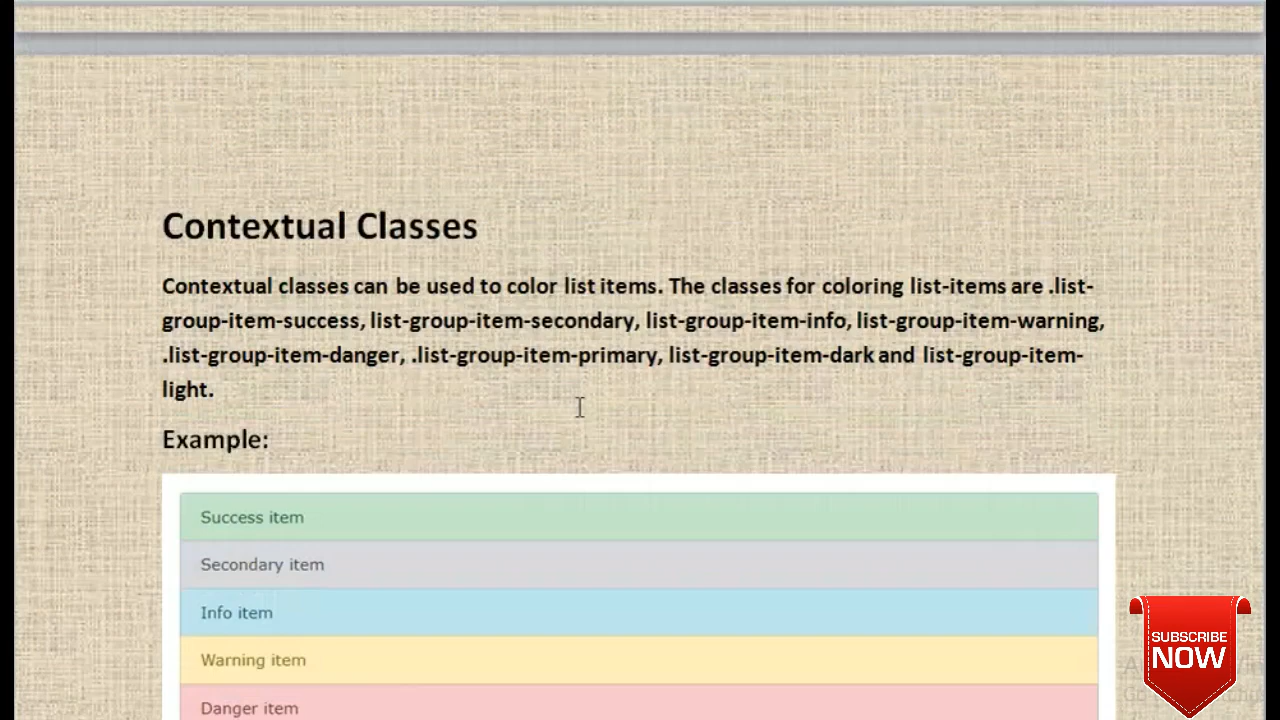 Contextual Classes
Contextual classes can be used to color list items. The classes for coloring list-items are .list-
group-item-success, list-group-item-secondary, list-group-item-info, list-group-item-warning,
.list-group-item-danger, .list-group-item-primary, list-group-item-dark and list-group-item-
light.
Example:
Success item
Secondary item
Info item
Warning item
Danger item
SUBSCRIBE
NOW